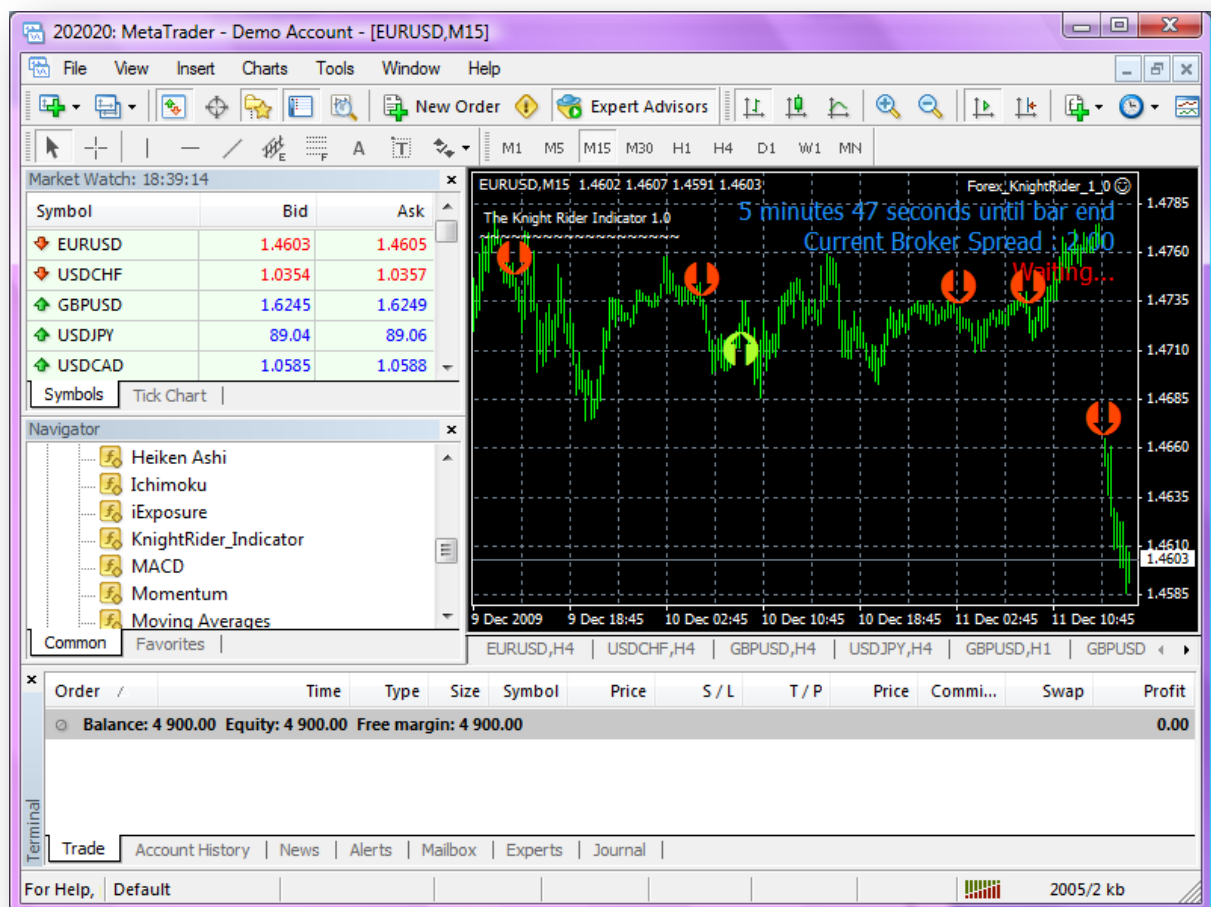 202020: MetaTrader - Demo Account - [EURUSD,M15]
File View Insert Charts Tools Window Help
New Order Expert Advisors
E F A T M1 M5 M15 M30 H1 H4 D1 W1 MN
Market Watch: 18:39:14
Symbol Bid Ask
EURUSD 1.4603 1.4605
USDCHF 1.0354 1.0357
GBPUSD 1.6245 1.6249
USDJPY 89.04 89.06
USDCAD 1.0585 1.0588
Symbols Tick Chart
Navigator
Heiken Ashi
Ichimoku
iExposure
KnightRider_Indicator
MACD
Momentum
Moving Averages
Common Favorites
EURUSD,M15 1.4602 1.4607 1.4591 1.4603
Forex_KnightRider_1_0
The Knight Rider Indicator 1.0
~~~~~~~~~~~~~~~~~~~~
5 minutes 47 seconds until bar end
Current Broker Spread : 2.00
Waiting...
1.4785
1.4760
1.4735
1.4710
1.4685
1.4660
1.4635
1.4610
1.4603
1.4585
9 Dec 2009 9 Dec 18:45 10 Dec 02:45 10 Dec 10:45 10 Dec 18:45 11 Dec 02:45 11 Dec 10:45
EURUSD,H4 USDCHF,H4 GBPUSD,H4 USDJPY,H4 GBPUSD,H1 GBPUSD
Order / Time Type Size Symbol Price S / L T / P Price Commi... Swap Profit
Balance: 4 900.00 Equity: 4 900.00 Free margin: 4 900.00 0.00
Terminal
Trade Account History News Alerts Mailbox Experts Journal
For Help, Default 2005/2 kb